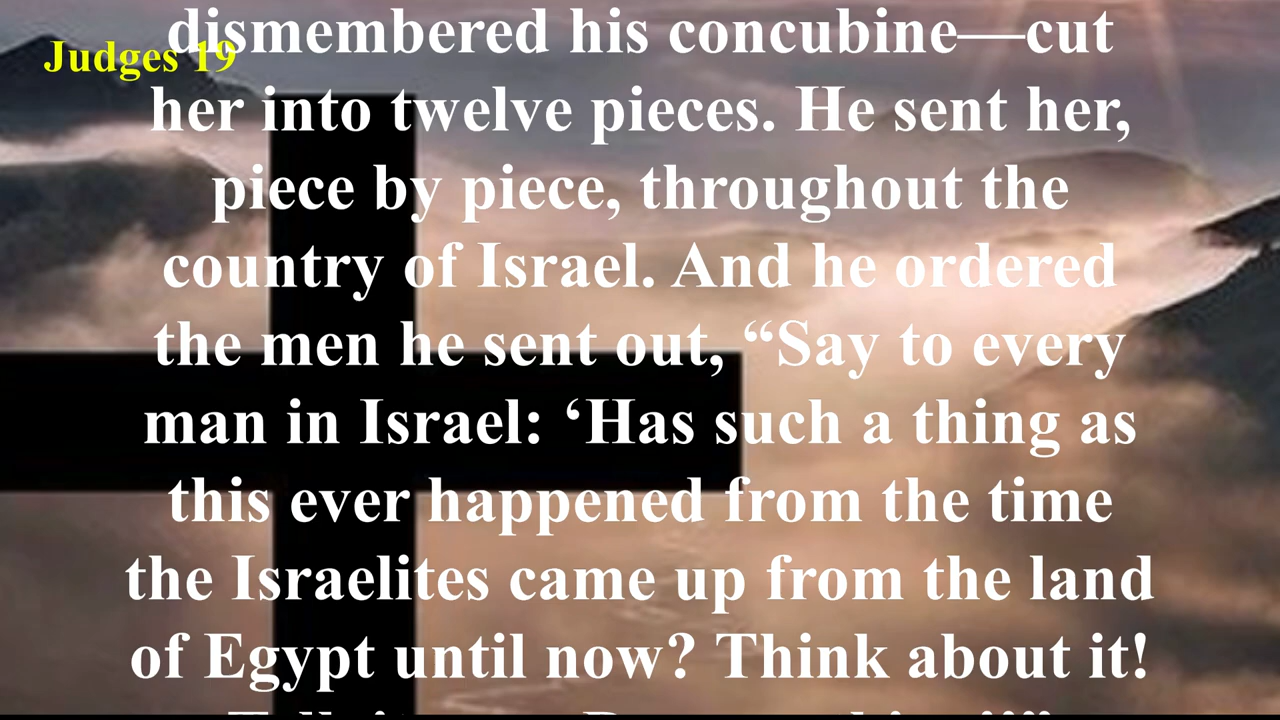 dismembered his concubine—cut
Judges 19
her into twelve pieces. He sent her,
piece by piece, throughout the
country of Israel. And he ordered
the men he sent out, “Say to every
man in Israel: ‘Has such a thing as
this ever happened from the time
the Israelites came up from the land
of Egypt until now? Think about it!